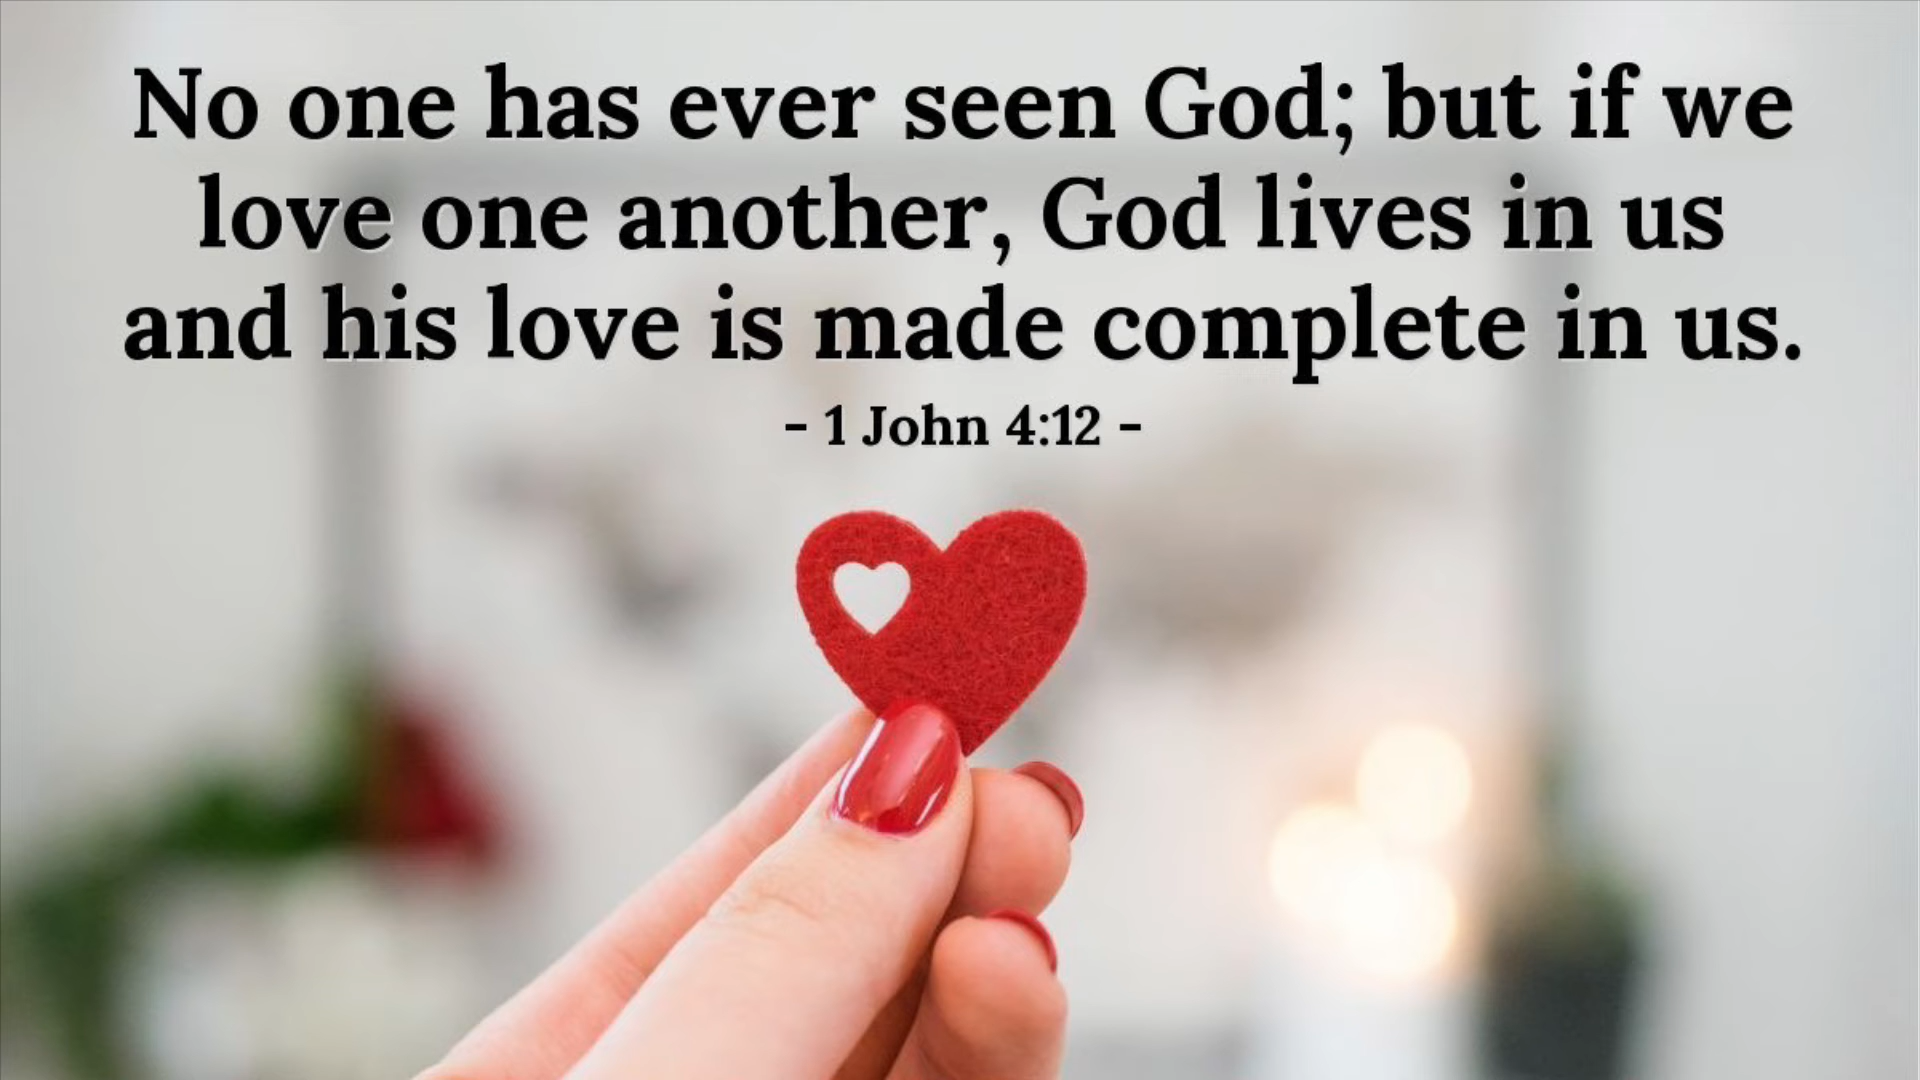 No one has ever seen God; but if we
love one another, God lives in us
and his love is made complete in us.
- 1 John 4:12 -